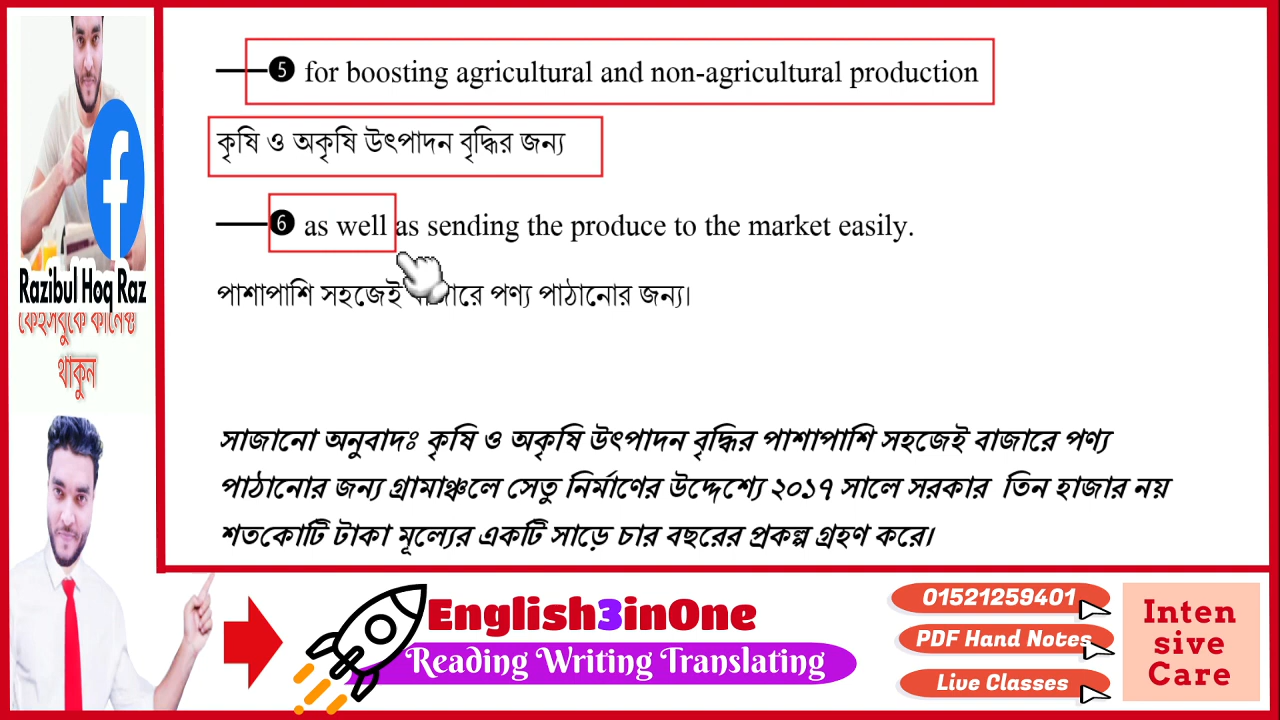 ❺ for boosting agricultural and non-agricultural production
কৃষি ও অকৃষি উৎপাদন বৃদ্ধির জন্য
❻ as well as sending the produce to the market easily.
পাশাপাশি সহজেই বাজারে পণ্য পাঠানোর জন্য।
সাজানো অনুবাদঃ কৃষি ও অকৃষি উৎপাদন বৃদ্ধির পাশাপাশি সহজেই বাজারে পণ্য
পাঠানোর জন্য গ্রামাঞ্চলে সেতু নির্মাণের উদ্দেশ্যে ২০১৭ সালে সরকার তিন হাজার নয়
শতকোটি টাকা মূল্যের একটি সাড়ে চার বছরের প্রকল্প গ্রহণ করে।
f
Razibul Hoq Raz
ফেইসবুকে কানেক্ট
থাকুন
English3inOne
Reading Writing Translating
01521259401
PDF Hand Notes
Live Classes
Inten
sive
Care